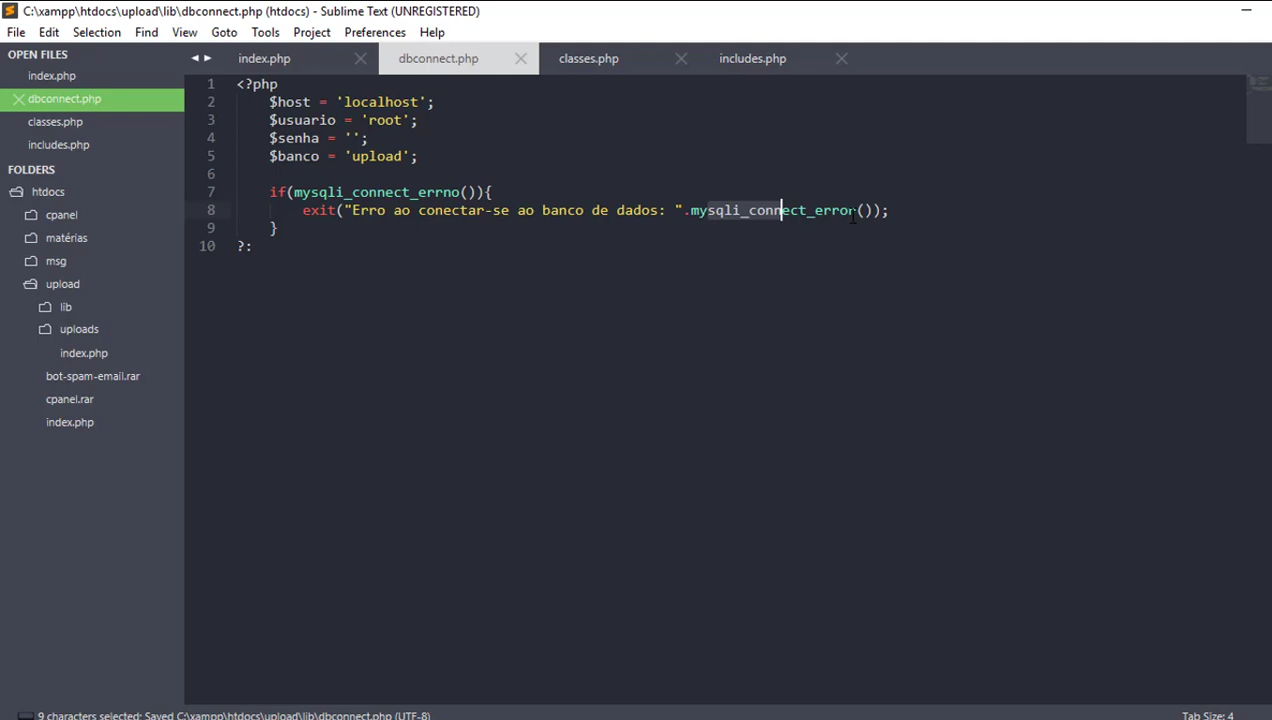 C:\xampp\htdocs\upload\lib\dbconnect.php (htdocs) - Sublime Text (UNREGISTERED)
File Edit Selection Find View Goto Tools Project Preferences Help
OPEN FILES
index.php
dbconnect.php
classes.php
includes.php
FOLDERS
htdocs
cpanel
matérias
msg
upload
lib
uploads
index.php
bot-spam-email.rar
cpanel.rar
index.php
index.php dbconnect.php classes.php includes.php
1 <?php
2 $host = 'localhost';
3 $usuario = 'root';
4 $senha = '';
5 $banco = 'upload';
6
7 if(mysqli_connect_errno()){
8 exit("Erro ao conectar-se ao banco de dados: ".mysqli_connect_error());
9 }
10 ?:
9 characters selected: Saved C:\xampp\htdocs\upload\lib\dbconnect.php (UTF-8)
Tab Size: 4